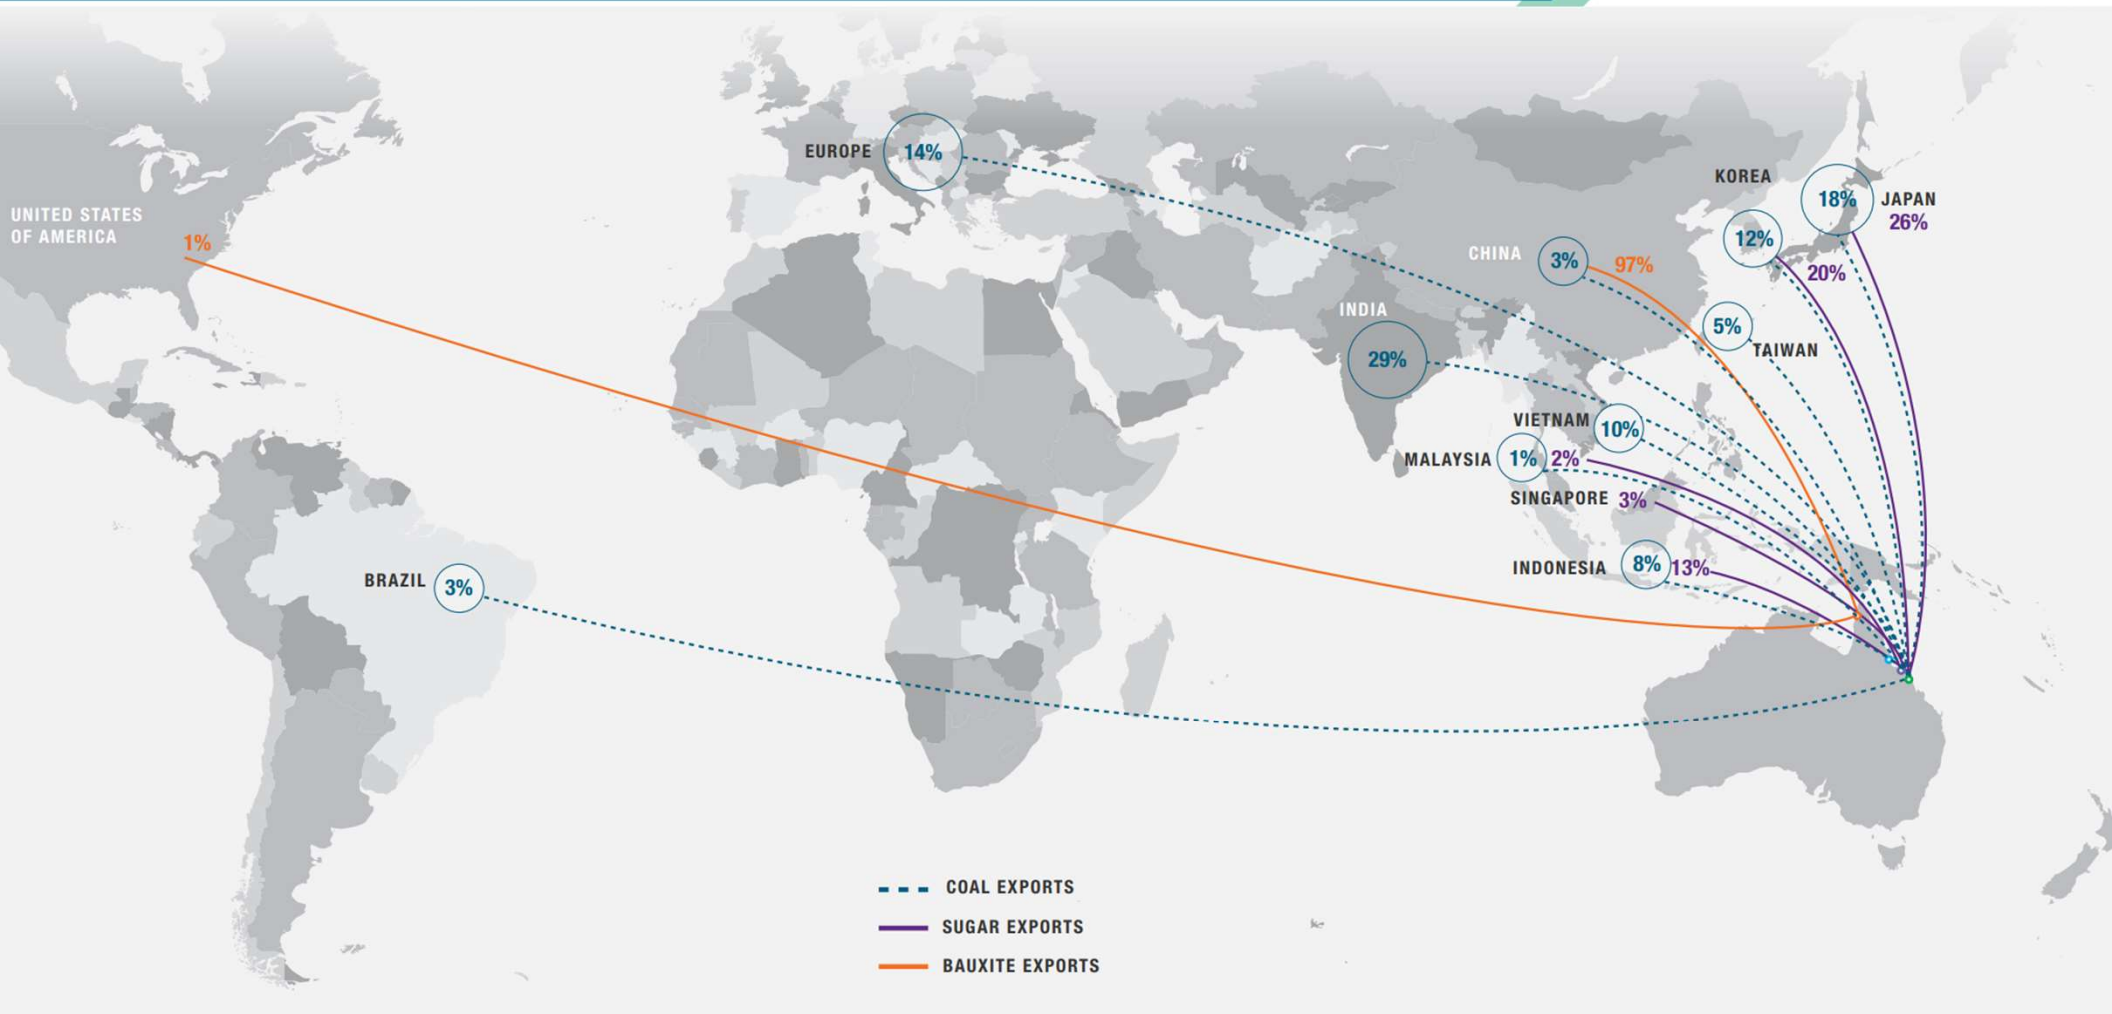 EUROPE 14%
KOREA
18% JAPAN
26%
UNITED STATES
OF AMERICA
1%
12%
CHINA 3% 97%
20%
INDIA
29%
5%
TAIWAN
VIETNAM 10%
MALAYSIA 1% 2%
SINGAPORE 3%
INDONESIA 8% 13%
BRAZIL 3%
COAL EXPORTS
SUGAR EXPORTS
BAUXITE EXPORTS